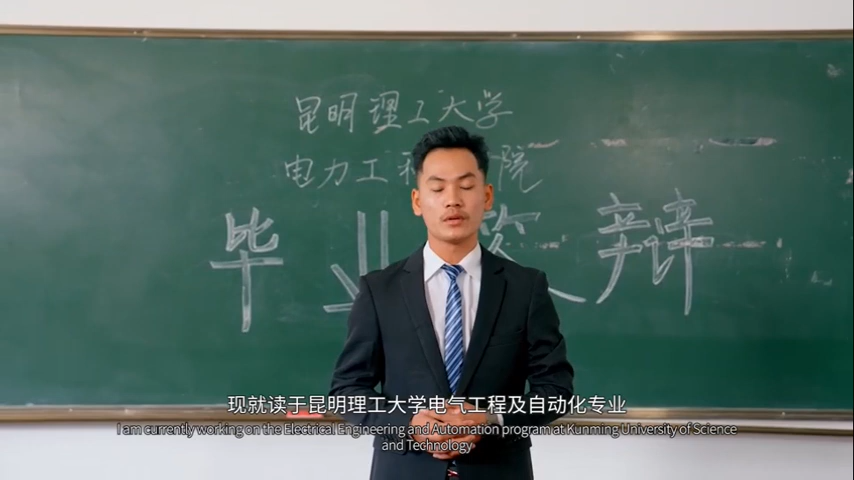 昆明理工大学
电力工程 院
毕业答辩
现就读于昆明理工大学电气工程及自动化专业
I am currently working on the Electrical Engineering and Automation program at Kunming University of Science
and Technology